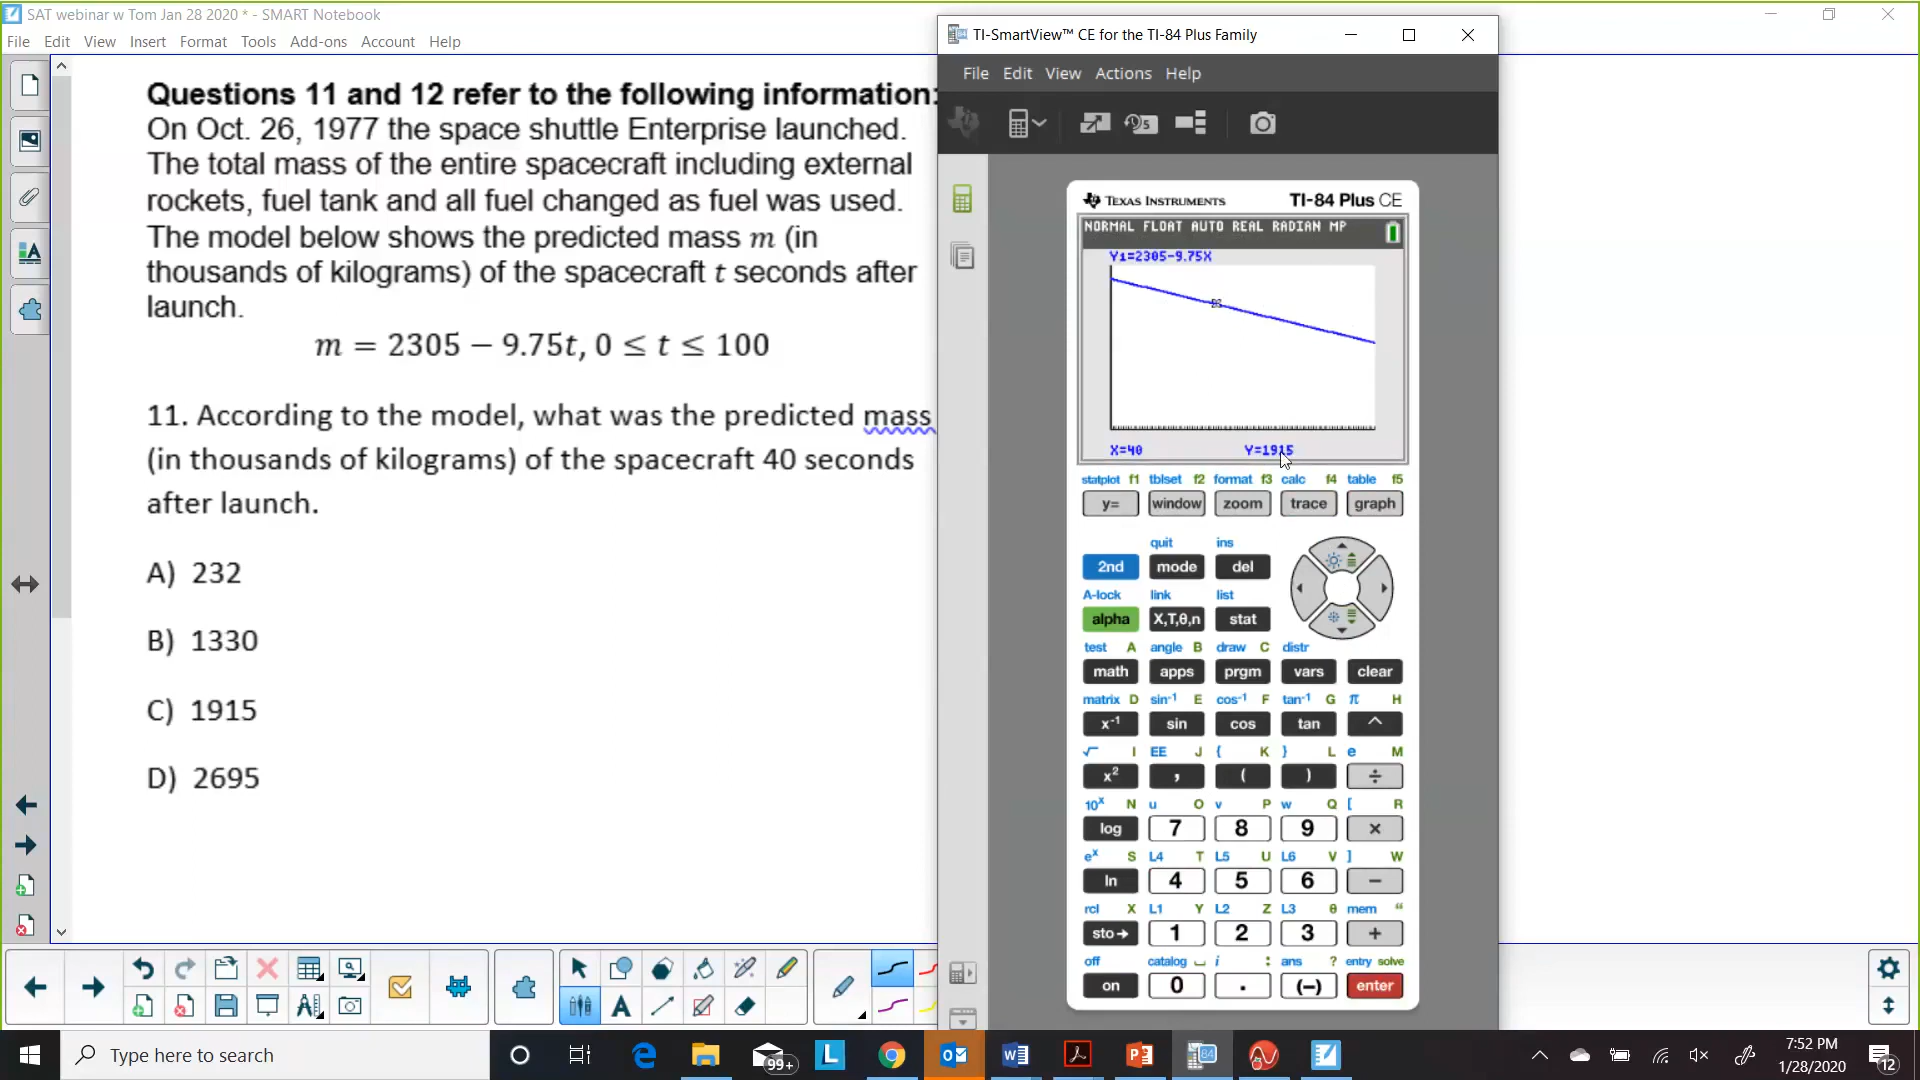 SAT webinar w Tom Jan 28 2020 * - SMART Notebook
File Edit View Insert Format Tools Add-ons Account Help
Questions 11 and 12 refer to the following information:
On Oct. 26, 1977 the space shuttle Enterprise launched.
The total mass of the entire spacecraft including external
rockets, fuel tank and all fuel changed as fuel was used.
The model below shows the predicted mass m (in
thousands of kilograms) of the spacecraft t seconds after
launch.
m = 2305 − 9.75t, 0 ≤ t ≤ 100
11. According to the model, what was the predicted mass
(in thousands of kilograms) of the spacecraft 40 seconds
after launch.
A) 232
B) 1330
C) 1915
D) 2695
TI-SmartView™ CE for the TI-84 Plus Family
File Edit View Actions Help
TEXAS INSTRUMENTS TI-84 Plus CE
NORMAL FLOAT AUTO REAL RADIAN MP
Y1=2305-9.75X
X=40 Y=1915
statplot f1 tblset f2 format f3 calc f4 table f5
y= window zoom trace graph
quit ins
2nd mode del
A-lock link list
alpha X,T,θ,n stat
test A angle B draw C distr
math apps prgm vars clear
matrix D sin⁻¹ E cos⁻¹ F tan⁻¹ G π H
x⁻¹ sin cos tan ^
√ I EE J { K } L e M
x² , ( ) ÷
10ˣ N u O v P w Q [ R
log 7 8 9 ×
eˣ S L4 T L5 U L6 V ] W
ln 4 5 6 −
rcl X L1 Y L2 Z L3 θ mem “
sto→ 1 2 3 +
off catalog ⎵ i : ans ? entry solve
on 0 . (−) enter
Type here to search
99+
7:52 PM
1/28/2020
12